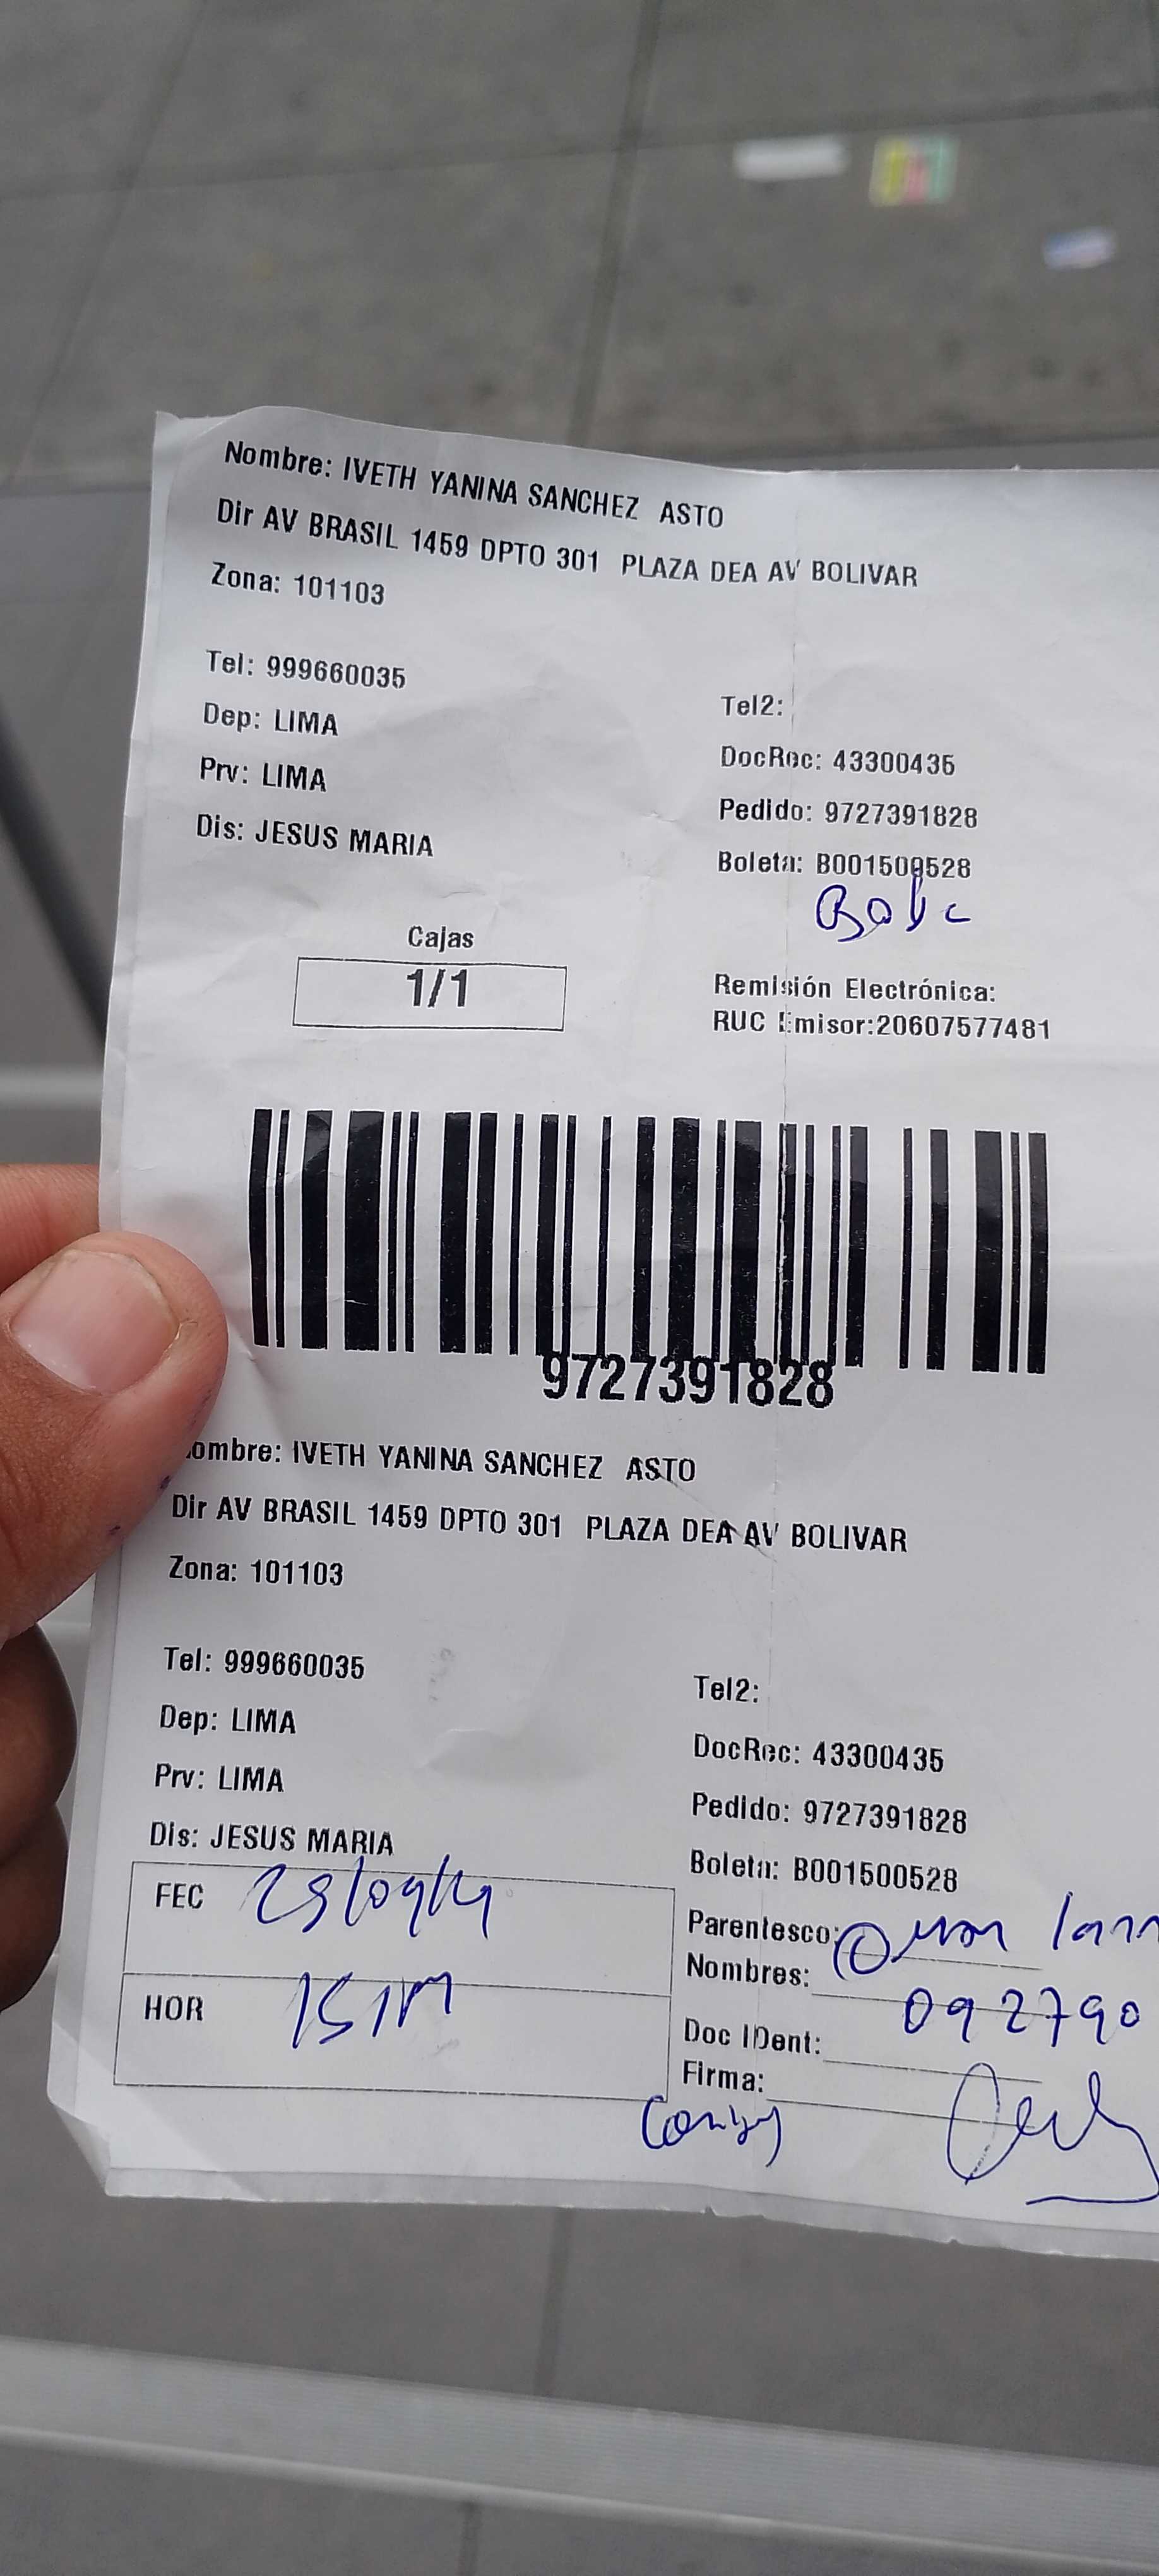 Nombre: IVETH YANINA SANCHEZ ASTO
Dir AV BRASIL 1459 DPTO 301 PLAZA DEA AV BOLIVAR
Zona: 101103
Tel: 999660035
Tel2:
Dep: LIMA
DocRec: 43300435
Prv: LIMA
Pedido: 9727391828
Dis: JESUS MARIA
Boleta: B001500528
Cajas
1/1
Remisión Electrónica:
RUC Emisor:20607577481
9727391828
ombre: IVETH YANINA SANCHEZ ASTO
Dir AV BRASIL 1459 DPTO 301 PLAZA DEA AV BOLIVAR
Zona: 101103
Tel: 999660035
Tel2:
Dep: LIMA
DocRec: 43300435
Prv: LIMA
Pedido: 9727391828
Dis: JESUS MARIA
Boleta: B001500528
FEC
Parentesco:
Nombres:
HOR
092790
Doc IDent:
Firma: